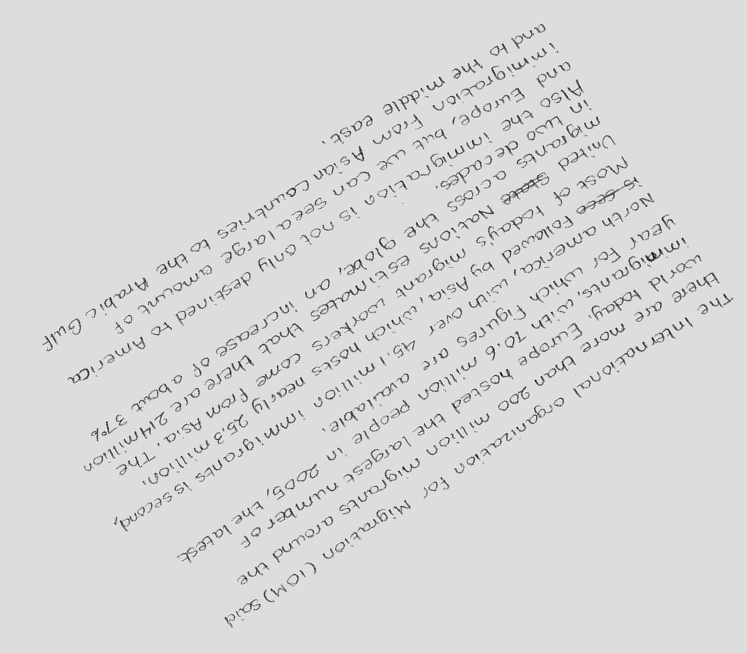 The International organization for Migration (IOM) said
there are more than 200 million migrants around the
world today. Europe hosted the largest number of
immigrants, with 70.6 million people in 2005, the latest
year for which figures are available.
North america, with over 45.1 million immigrants is second,
followed by Asia, which hosts nearly 25.3 million.
Most of today's migrant workers come from Asia. The
United Nations estimates that there are 214 million
migrants across the globe, an increase of about 37%
in two decades.
Also the immigration is not only destined to America
and Europe, but we can see a large amount of
immigration from Asian countries to the Arabic Gulf
and to the middle east.